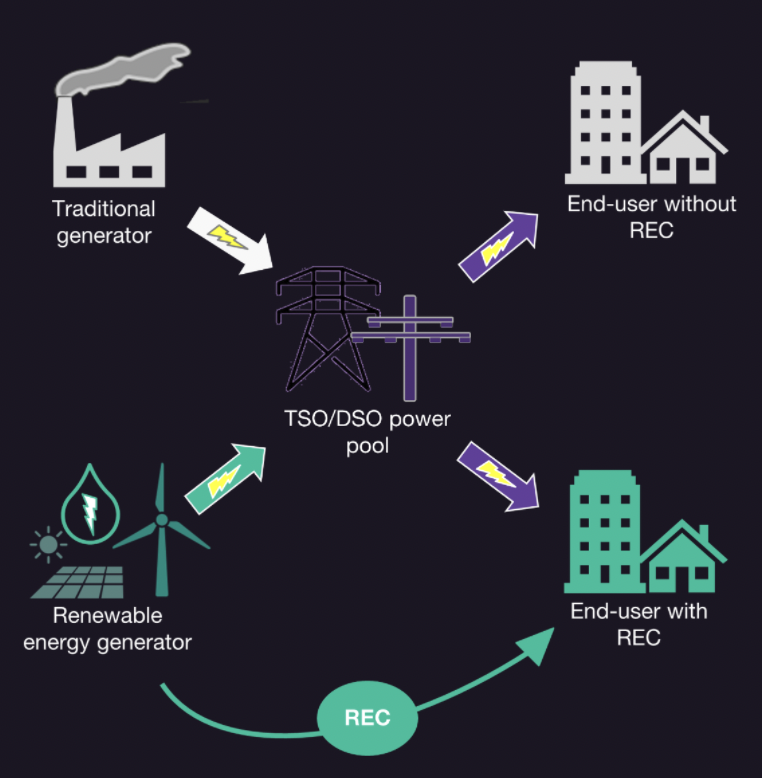 Traditional
generator
End-user without
REC
TSO/DSO power
pool
Renewable
energy generator
End-user with
REC
REC